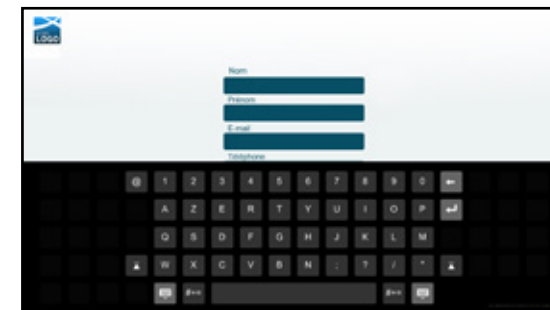 LOGO
Nom
Prénom
E-mail
Téléphone
@ 1 2 3 4 5 6 7 8 9 0
A Z E R T Y U I O P
Q S D F G H J K L M
W X C V B N : ? /